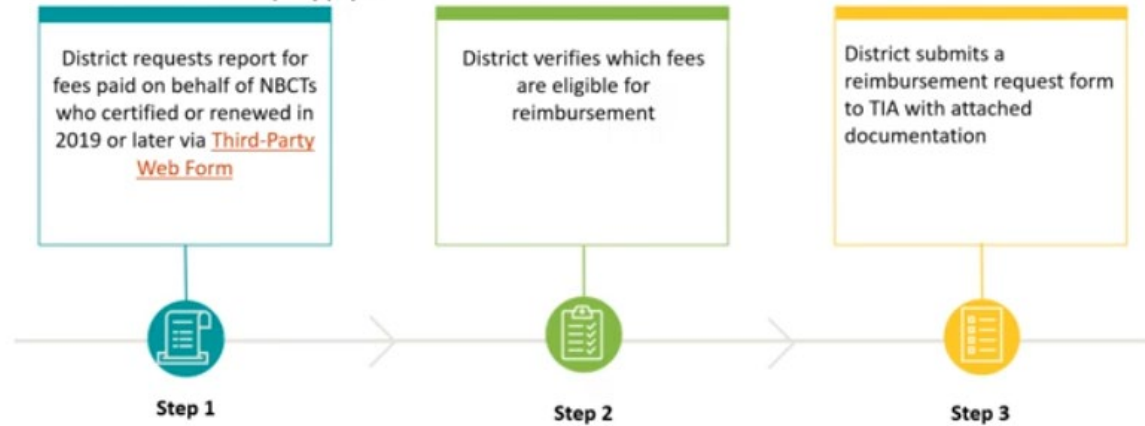 District requests report for
fees paid on behalf of NBCTs
who certified or renewed in
2019 or later via Third-Party
Web Form
District verifies which fees
are eligible for
reimbursement
District submits a
reimbursement request form
to TIA with attached
documentation
Step 1
Step 2
Step 3